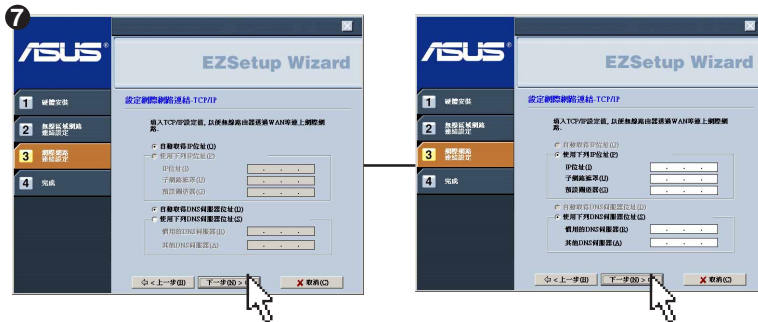 7
ASUS®
EZSetup Wizard
1 硬體安裝
2 無線區域網路
連結設定
3 網際網路
連結設定
4 完成
設定網際網路連結-TCP/IP
填入TCP/IP設定值, 以便無線路由器透過WAN埠連上網際網
路.
自動取得IP位址(O)
使用下列IP位址(P)
IP位址(I)
子網路遮罩(U)
預設閘道器(G)
自動取得DNS伺服器位址(D)
使用下列DNS伺服器位址(S)
慣用的DNS伺服器(R)
其他DNS伺服器(A)
< 上一步(B)
下一步(N) >
取消(C)
ASUS®
EZSetup Wizard
1 硬體安裝
2 無線區域網路
連結設定
3 網際網路
連結設定
4 完成
設定網際網路連結-TCP/IP
填入TCP/IP設定值, 以便無線路由器透過WAN埠連上網際網
路.
自動取得IP位址(O)
使用下列IP位址(P)
IP位址(I)
子網路遮罩(U)
預設閘道器(G)
自動取得DNS伺服器位址(D)
使用下列DNS伺服器位址(S)
慣用的DNS伺服器(R)
其他DNS伺服器(A)
< 上一步(B)
下一步(N) >
取消(C)